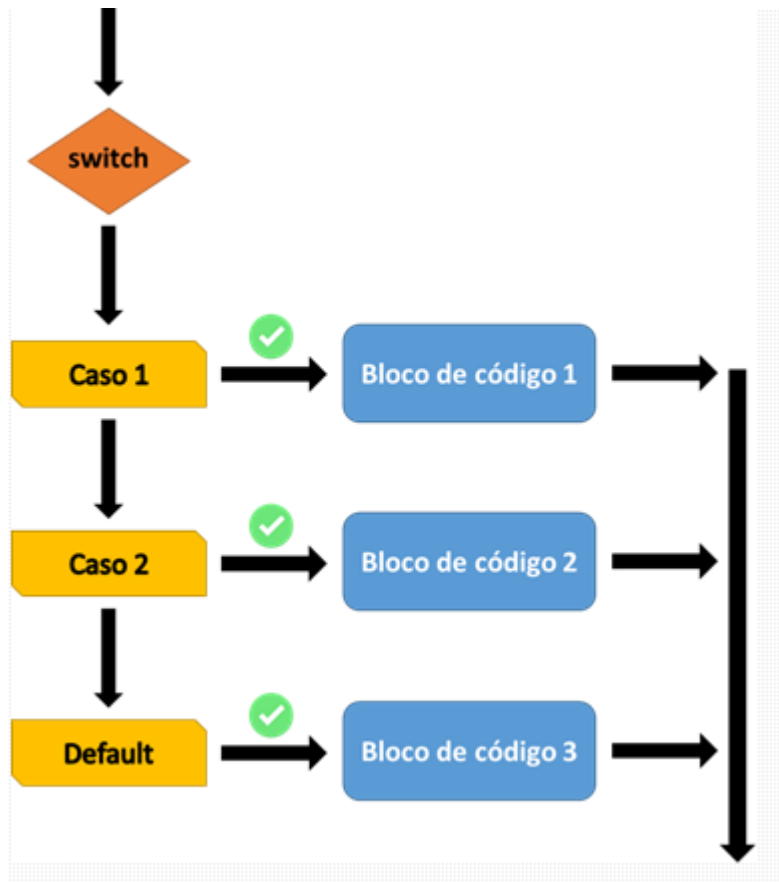 switch
Caso 1
Bloco de código 1
Caso 2
Bloco de código 2
Default
Bloco de código 3